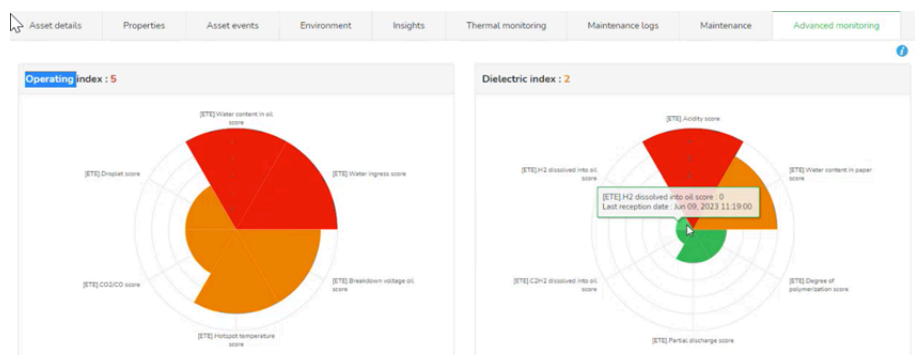 Asset details
Properties
Asset events
Environment
Insights
Thermal monitoring
Maintenance logs
Maintenance
Advanced monitoring
i
Operating index : 5
[ETE] Water content in oil
score
[ETE] Droplet score
[ETE] Water ingress score
[ETE] CO2/CO score
[ETE] Breakdown voltage oil
score
[ETE] Hotspot temperature
score
Dielectric index : 2
[ETE] Acidity score
[ETE] H2 dissolved into oil
score
[ETE] Water content in paper
score
[ETE] H2 dissolved into oil score : 0
Last reception date : Jun 09, 2023 11:19:00
[ETE] C2H2 dissolved into oil
score
[ETE] Degree of
polymerization score
[ETE] Partial discharge score